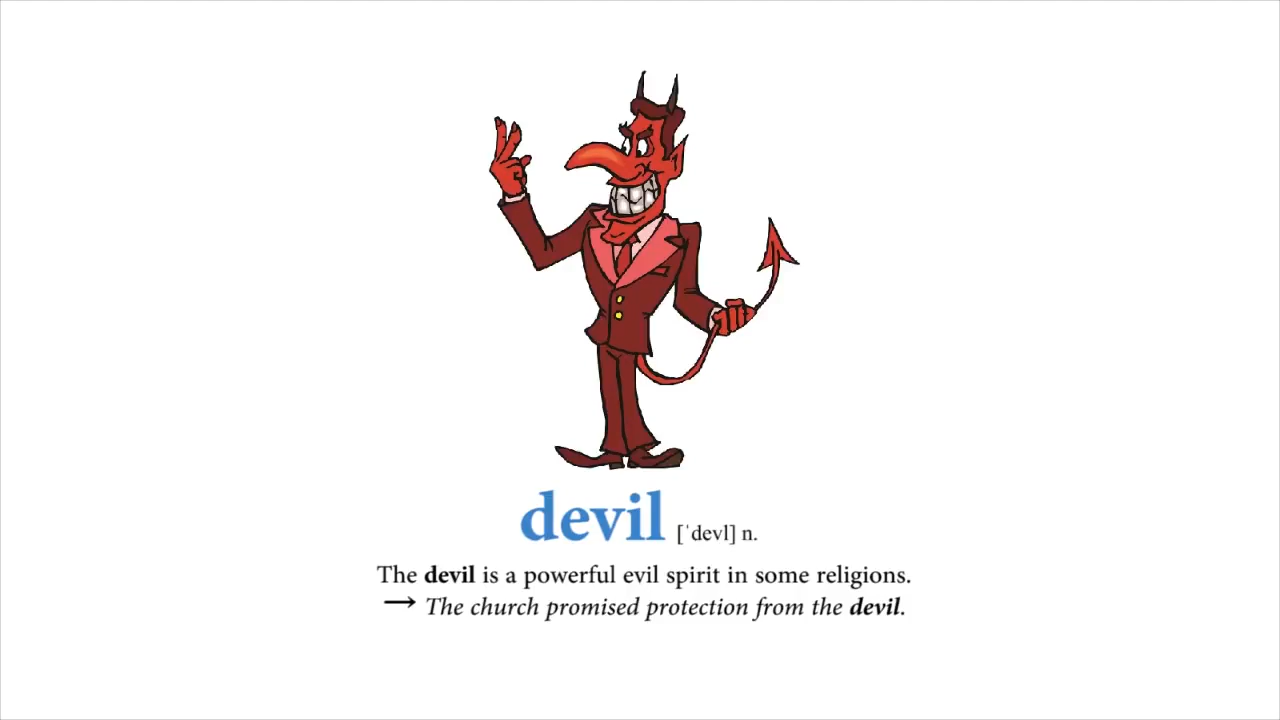 devil [ˈdevl] n.
The devil is a powerful evil spirit in some religions.
→ The church promised protection from the devil.